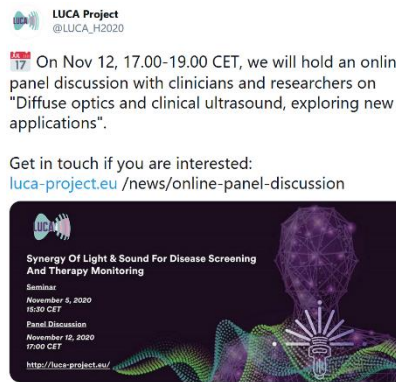 LUCA
LUCA Project
@LUCA_H2020
JUL
17 On Nov 12, 17.00-19.00 CET, we will hold an onlin
panel discussion with clinicians and researchers on
"Diffuse optics and clinical ultrasound, exploring new
applications".
Get in touch if you are interested:
luca-project.eu /news/online-panel-discussion
LUCA
Synergy Of Light & Sound For Disease Screening
And Therapy Monitoring
Seminar
November 5, 2020
15:30 CET
Panel Discussion
November 12, 2020
17:00 CET
http://luca-project.eu/